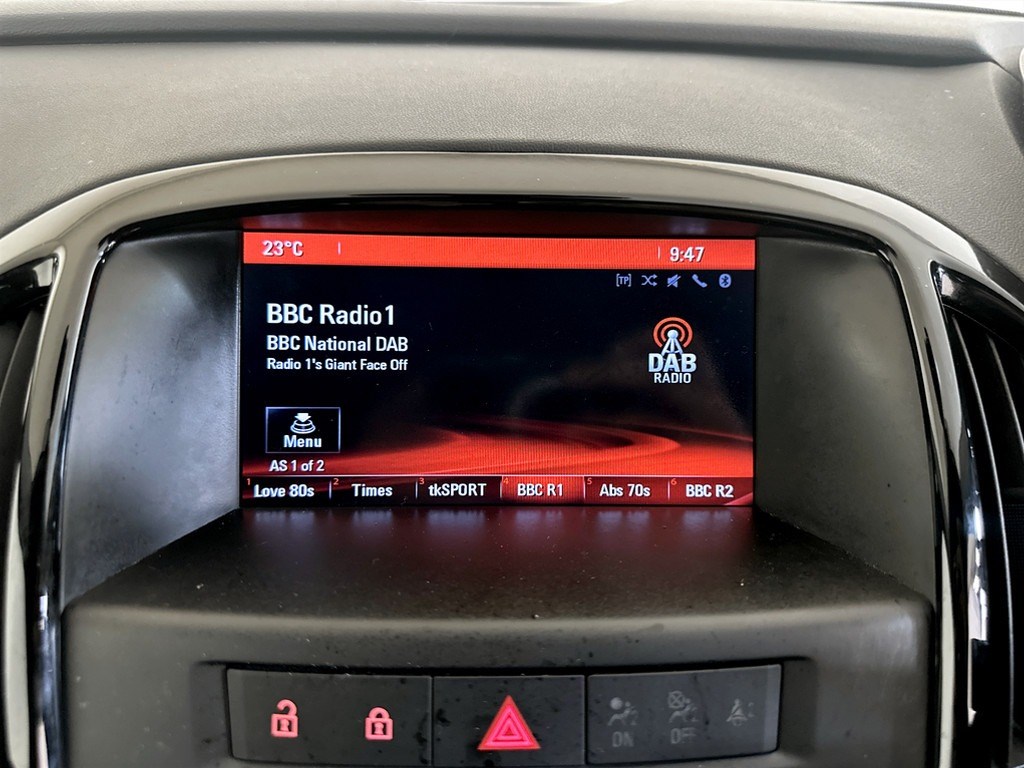 23°C 9:47
[TP]
BBC Radio1
BBC National DAB
Radio 1's Giant Face Off
DAB
RADIO
Menu
AS 1 of 2
1 Love 80s 2 Times 3 tkSPORT 4 BBC R1 5 Abs 70s 6 BBC R2
ON OFF